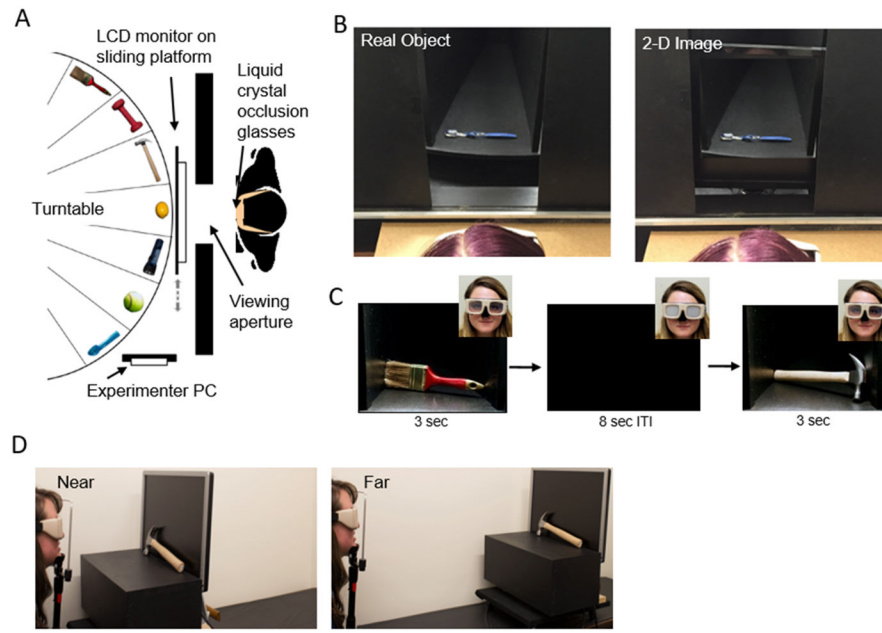 A
LCD monitor on
sliding platform
Liquid
crystal
occlusion
glasses
Turntable
Viewing
aperture
Experimenter PC
B
Real Object
2-D Image
C
3 sec
8 sec ITI
3 sec
D
Near
Far